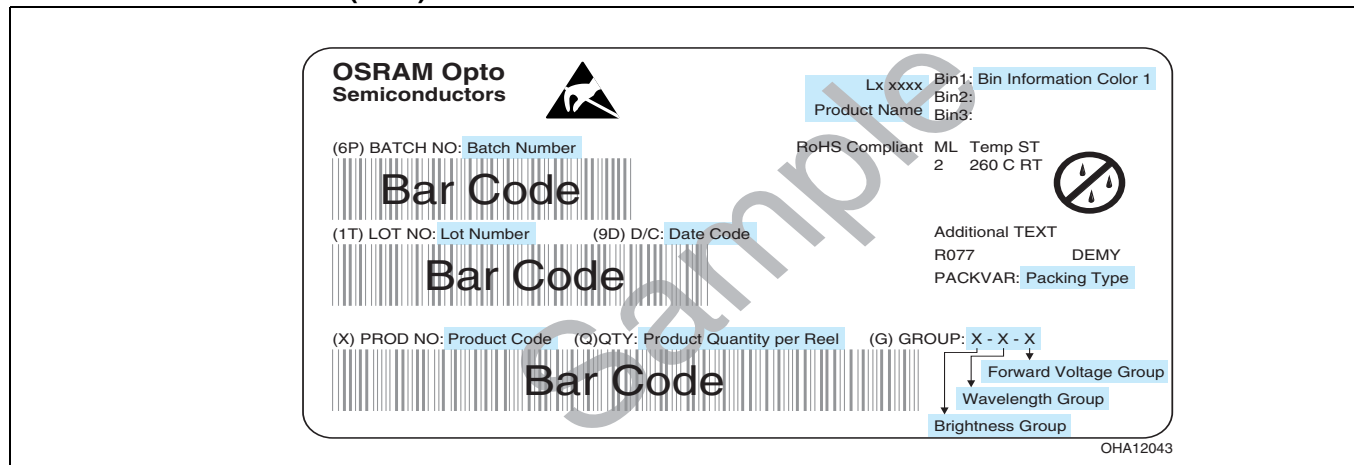 OSRAM Opto
Semiconductors
Lx xxxx
Product Name
Bin1: Bin Information Color 1
Bin2:
Bin3:
(6P) BATCH NO: Batch Number
Bar Code
RoHS Compliant
ML Temp ST
2 260 C RT
(1T) LOT NO: Lot Number (9D) D/C: Date Code
Bar Code
Additional TEXT
R077 DEMY
PACKVAR: Packing Type
(X) PROD NO: Product Code (Q)QTY: Product Quantity per Reel (G) GROUP: X - X - X
Bar Code
Forward Voltage Group
Wavelength Group
Brightness Group
Sample
OHA12043